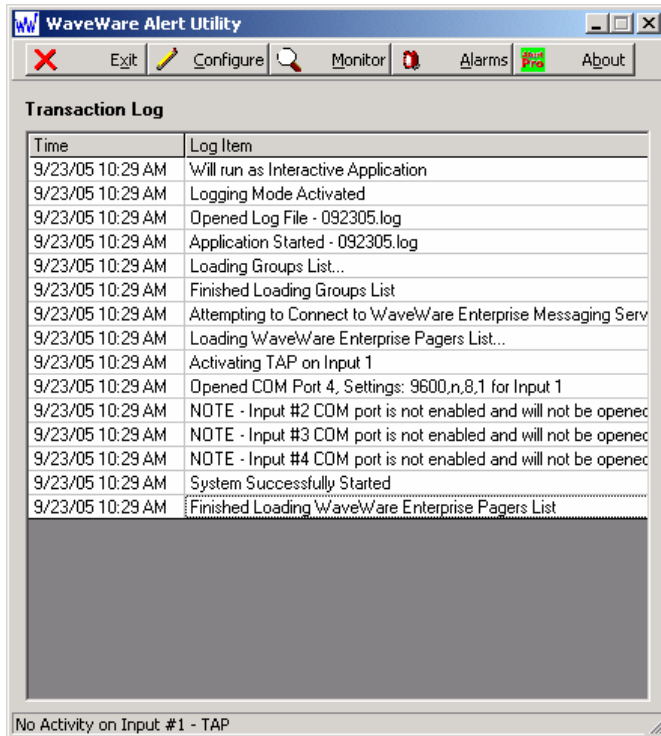 WaveWare Alert Utility
Exit Configure Monitor Alarms Pro About
Transaction Log
Time Log Item
9/23/05 10:29 AM Will run as Interactive Application
9/23/05 10:29 AM Logging Mode Activated
9/23/05 10:29 AM Opened Log File - 092305.log
9/23/05 10:29 AM Application Started - 092305.log
9/23/05 10:29 AM Loading Groups List...
9/23/05 10:29 AM Finished Loading Groups List
9/23/05 10:29 AM Attempting to Connect to WaveWare Enterprise Messaging Serv
9/23/05 10:29 AM Loading WaveWare Enterprise Pagers List...
9/23/05 10:29 AM Activating TAP on Input 1
9/23/05 10:29 AM Opened COM Port 4, Settings: 9600,n,8,1 for Input 1
9/23/05 10:29 AM NOTE - Input #2 COM port is not enabled and will not be opened
9/23/05 10:29 AM NOTE - Input #3 COM port is not enabled and will not be opened
9/23/05 10:29 AM NOTE - Input #4 COM port is not enabled and will not be opened
9/23/05 10:29 AM System Successfully Started
9/23/05 10:29 AM Finished Loading WaveWare Enterprise Pagers List
No Activity on Input #1 - TAP